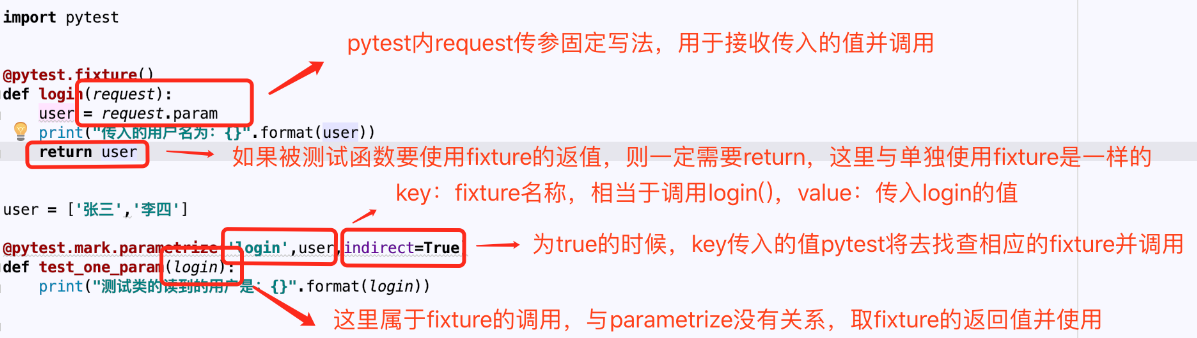 import pytest
pytest内request传参固定写法，用于接收传入的值并调用
@pytest.fixture()
def login(request):
user = request.param
print("传入的用户名为：{}".format(user))
return user
如果被测试函数要使用fixture的返值，则一定需要return，这里与单独使用fixture是一样的
key：fixture名称，相当于调用login()，value：传入login的值
user = ['张三','李四']
@pytest.mark.parametrize 'login',user,indirect=True
为true的时候，key传入的值pytest将去找查相应的fixture并调用
def test_one_param(login):
print("测试类的读到的用户是：{}".format(login))
这里属于fixture的调用，与parametrize没有关系，取fixture的返回值并使用